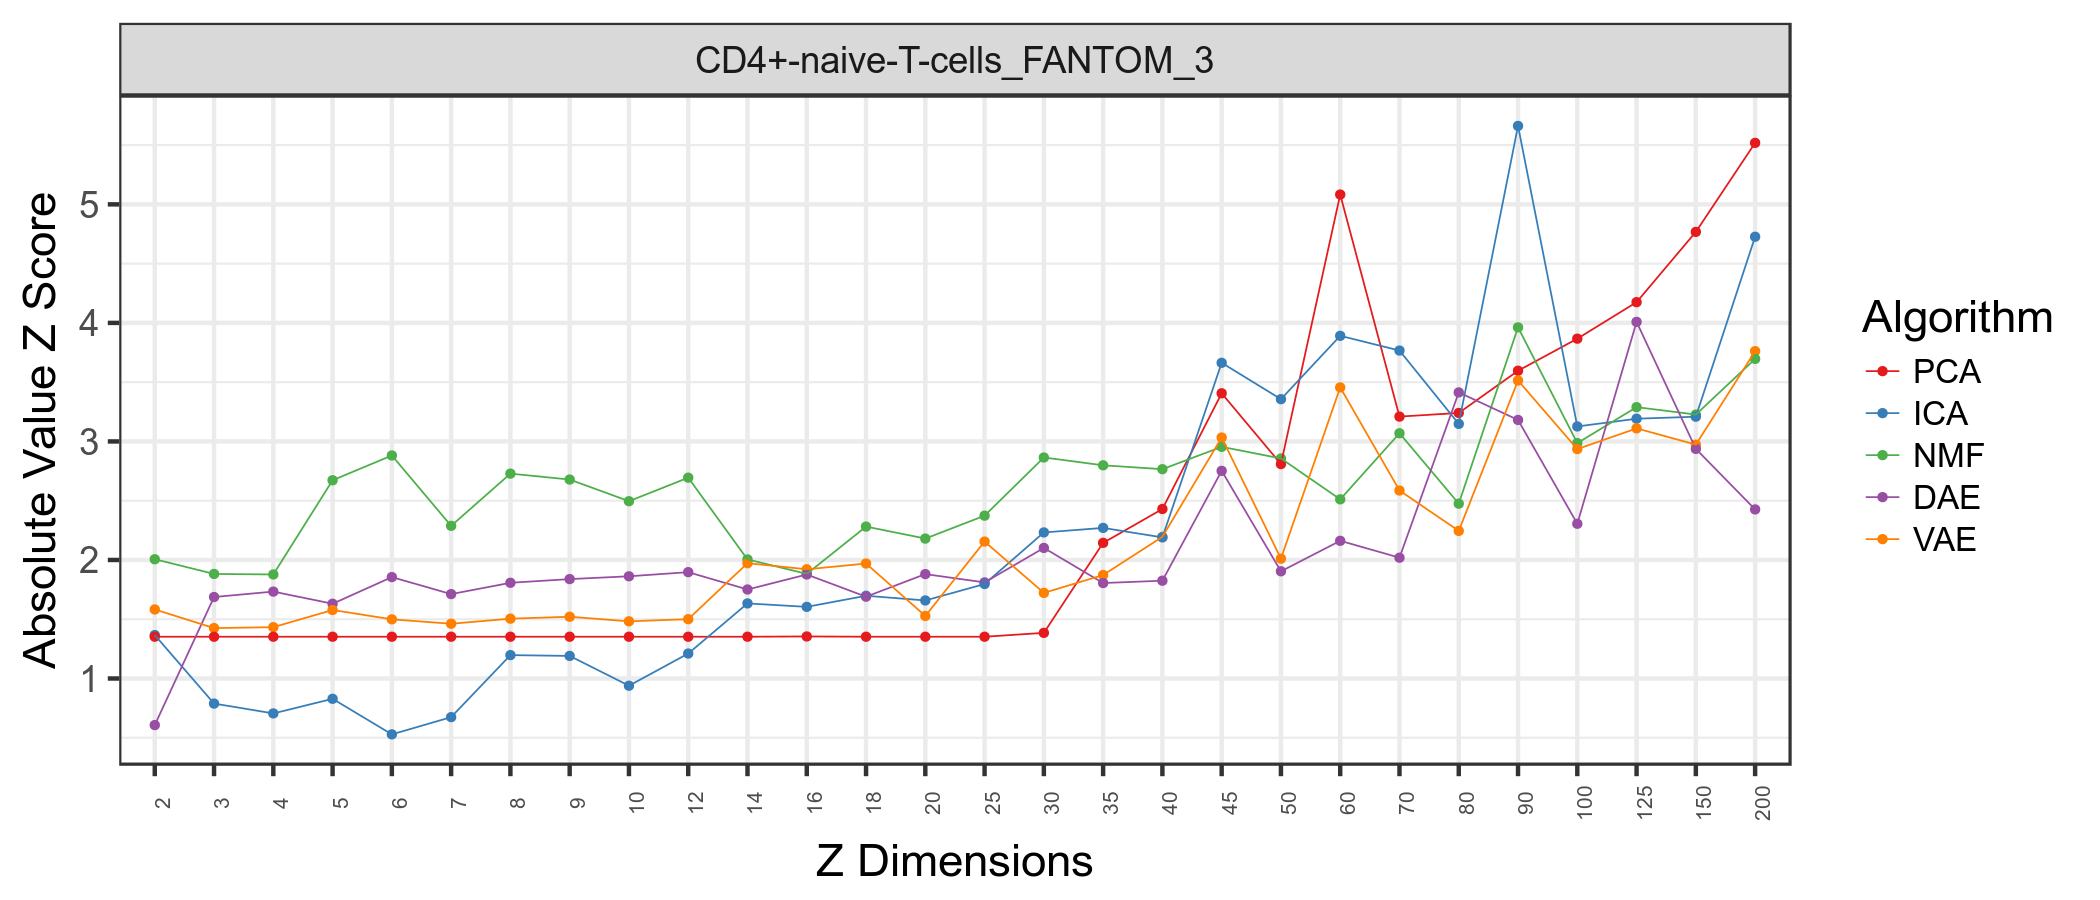 CD4+-naive-T-cells_FANTOM_3
Absolute Value Z Score
5
4
3
2
1
2 3 4 5 6 7 8 9 10 12 14 16 18 20 25 30 35 40 45 50 60 70 80 90 100 125 150 200
Z Dimensions
Algorithm
PCA
ICA
NMF
DAE
VAE